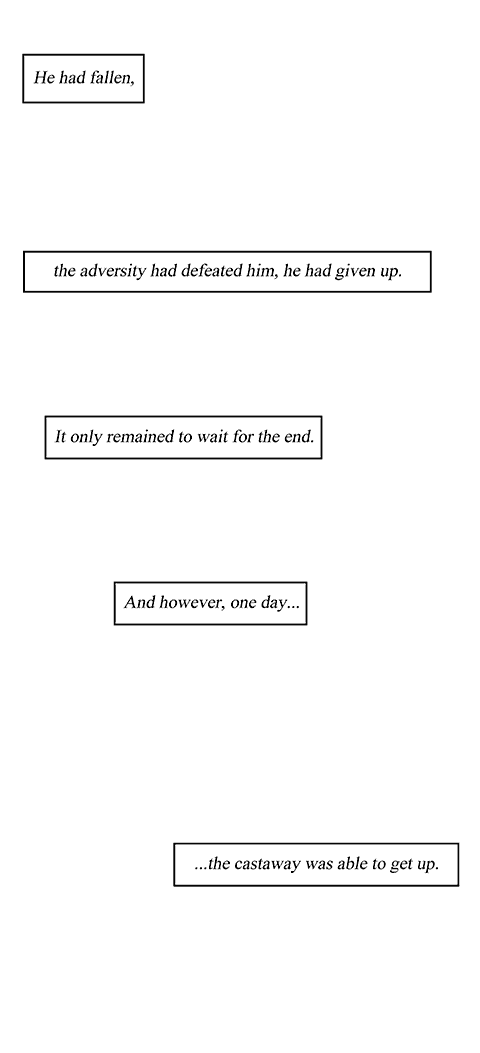 He had fallen,
the adversity had defeated him, he had given up.
It only remained to wait for the end.
And however, one day...
...the castaway was able to get up.